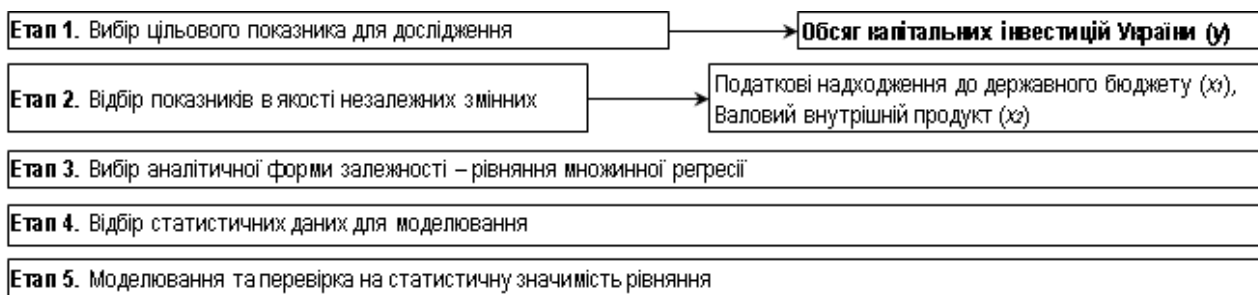 Етап 1. Вибір цільового показника для дослідження
Обсяг капітальних інвестицій України (y)
Етап 2. Відбір показників в якості незалежних змінних
Податкові надходження до державного бюджету (x1),
Валовий внутрішній продукт (x2)
Етап 3. Вибір аналітичної форми залежності – рівняння множинної регресії
Етап 4. Відбір статистичних даних для моделювання
Етап 5. Моделювання та перевірка на статистичну значимість рівняння